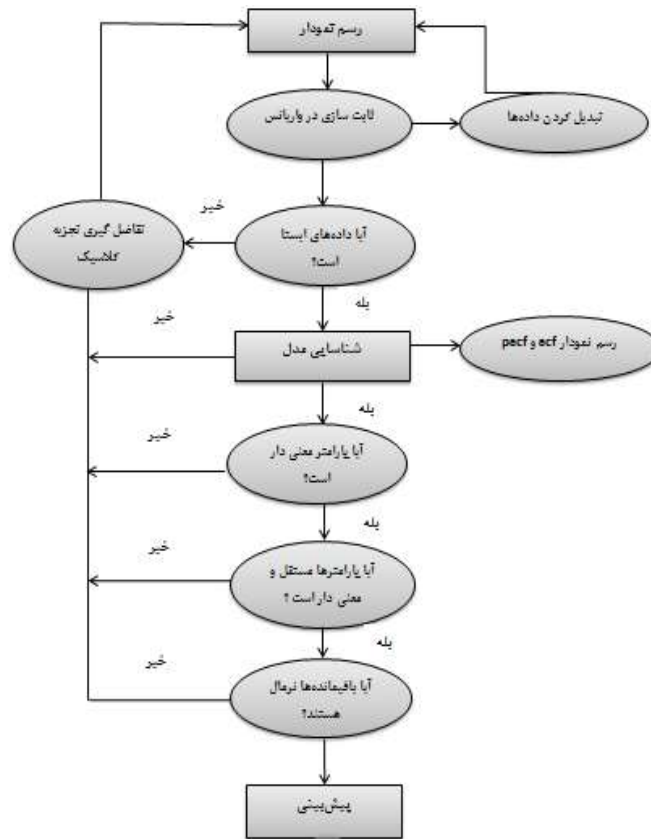 رسم نمودار
ثابت سازی در واریانس
تبدیل کردن داده‌ها
خیر
آیا داده‌های ایستا
است؟
تفاضل گیری تجزیه
کلاسیک
بله
خیر
شناسایی مدل
رسم نمودار acf و pacf
بله
خیر
آیا پارامتر معنی دار
است؟
بله
خیر
آیا پارامترها مستقل و
معنی دار است ؟
بله
خیر
آیا باقیمانده‌ها نرمال
هستند؟
پیش‌بینی